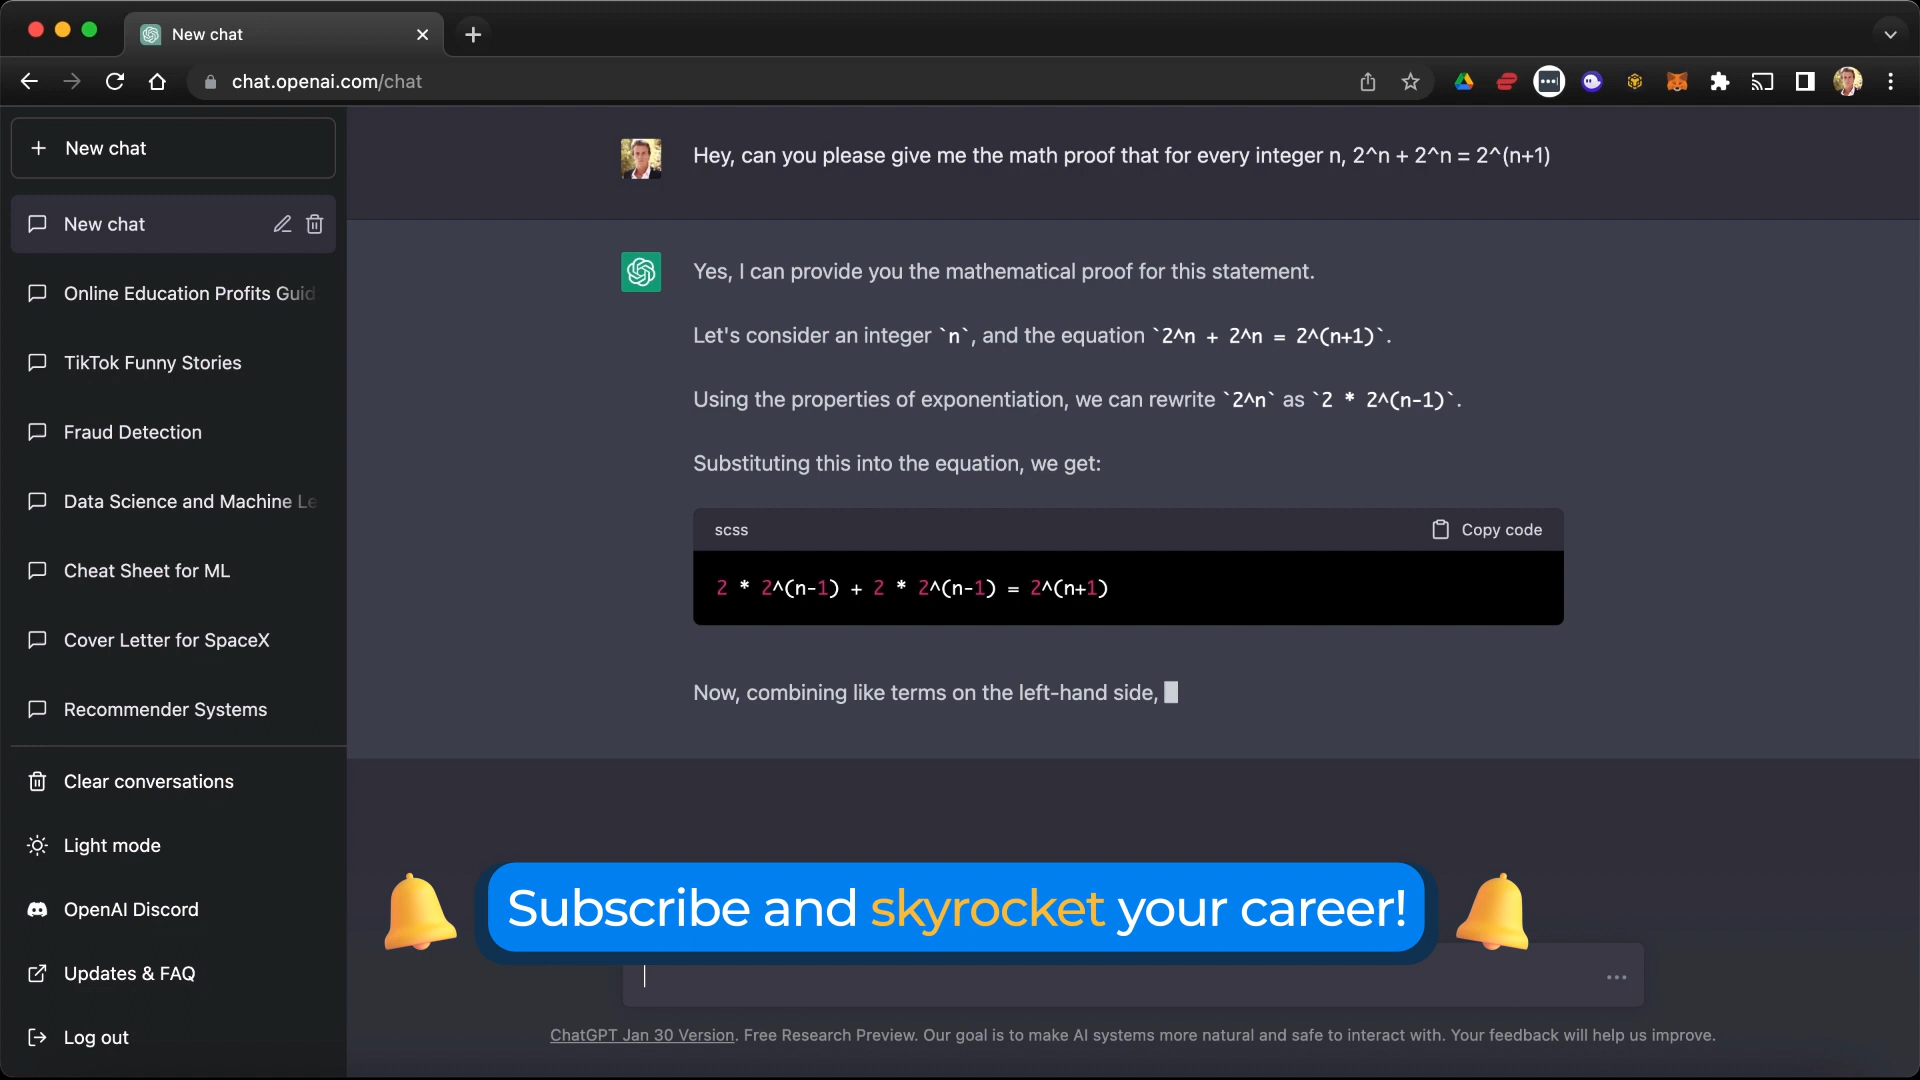 New chat
chat.openai.com/chat
New chat
New chat
Online Education Profits Guid
TikTok Funny Stories
Fraud Detection
Data Science and Machine Le
Cheat Sheet for ML
Cover Letter for SpaceX
Recommender Systems
Clear conversations
Light mode
OpenAI Discord
Updates & FAQ
Log out
Hey, can you please give me the math proof that for every integer n, 2^n + 2^n = 2^(n+1)
Yes, I can provide you the mathematical proof for this statement.
Let's consider an integer `n`, and the equation `2^n + 2^n = 2^(n+1)`.
Using the properties of exponentiation, we can rewrite `2^n` as `2 * 2^(n-1)`.
Substituting this into the equation, we get:
scss
Copy code
2 * 2^(n-1) + 2 * 2^(n-1) = 2^(n+1)
Now, combining like terms on the left-hand side,
Subscribe and skyrocket your career!
ChatGPT Jan 30 Version. Free Research Preview. Our goal is to make AI systems more natural and safe to interact with. Your feedback will help us improve.